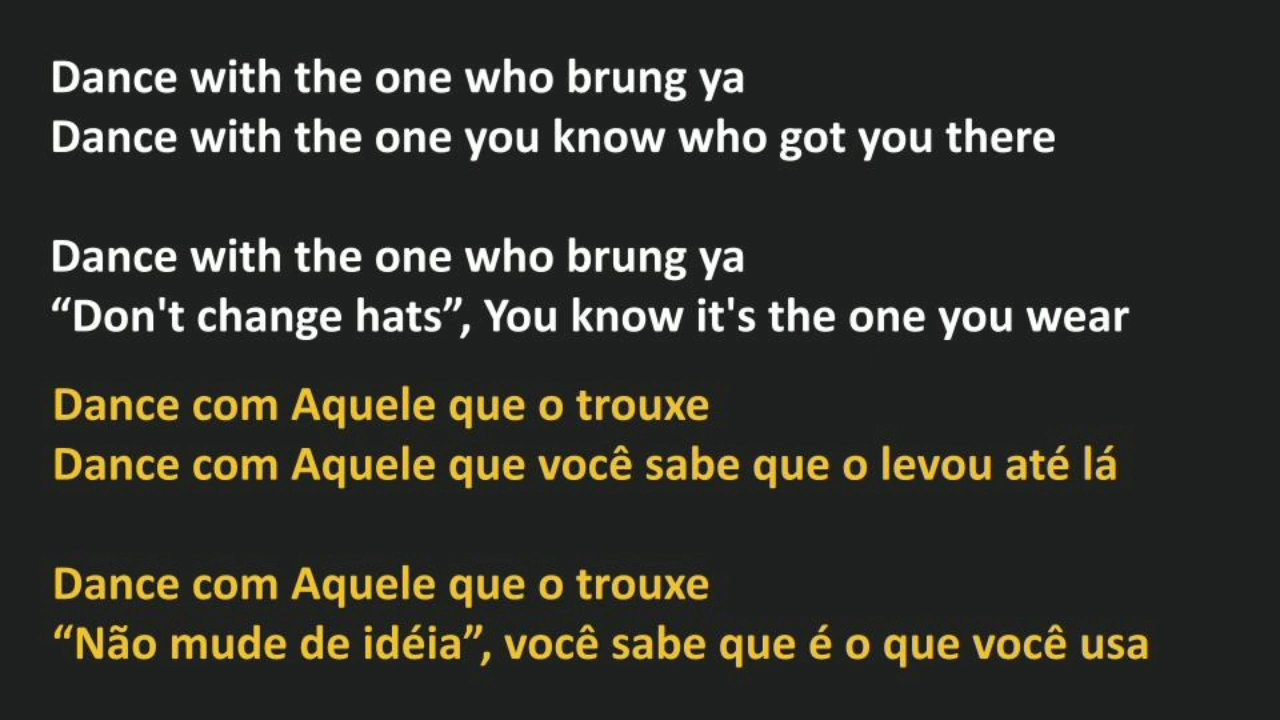 Dance with the one who brung ya
Dance with the one you know who got you there
Dance with the one who brung ya
“Don't change hats”, You know it's the one you wear
Dance com Aquele que o trouxe
Dance com Aquele que você sabe que o levou até lá
Dance com Aquele que o trouxe
“Não mude de idéia”, você sabe que é o que você usa